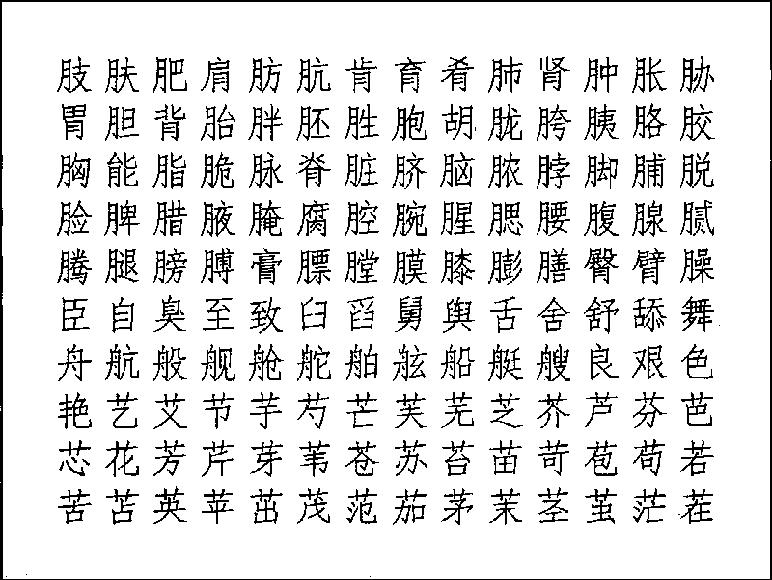 肢肤肥肩肪肮肯育肴肺肾肿胀胁
胃胆背胎胖胚胜胞胡胧胯胰胳胶
胸能脂脆脉脊脏脐脑脓脖脚脯脱
脸脾腊腋腌腐腔腕腥腮腰腹腺腻
腾腿膀膊膏膘膛膜膝膨膳臀臂臊
臣自臭至致臼舀舅舆舌舍舒舔舞
舟航般舰舱舵舶舷船艇艘良艰色
艳艺艾节芋芍芒芙芜芝芥芦芬芭
芯花芳芹芽苇苍苏苔苗苛苞苟若
苦苫英苹茁茂范茄茅茉茎茧茫茬